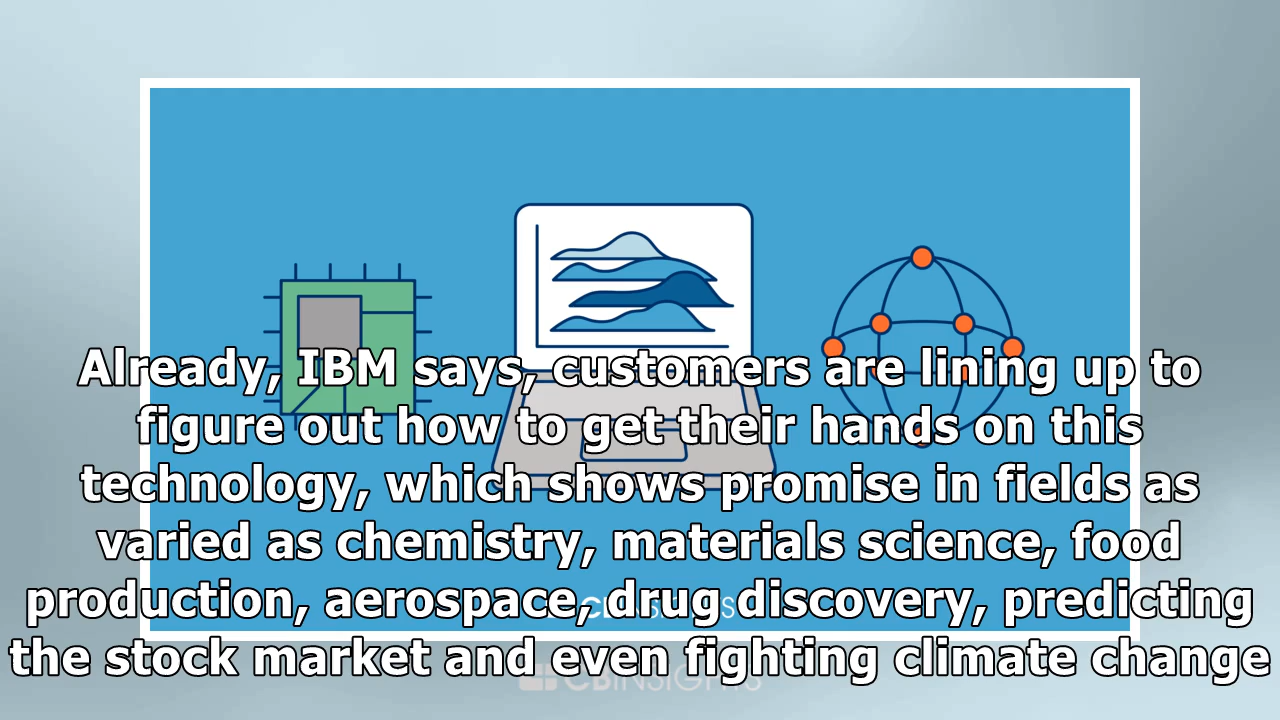 Already, IBM says, customers are lining up to
figure out how to get their hands on this
technology, which shows promise in fields as
varied as chemistry, materials science, food
production, aerospace, drug discovery, predicting
the stock market and even fighting climate change
CBINSIGHTS